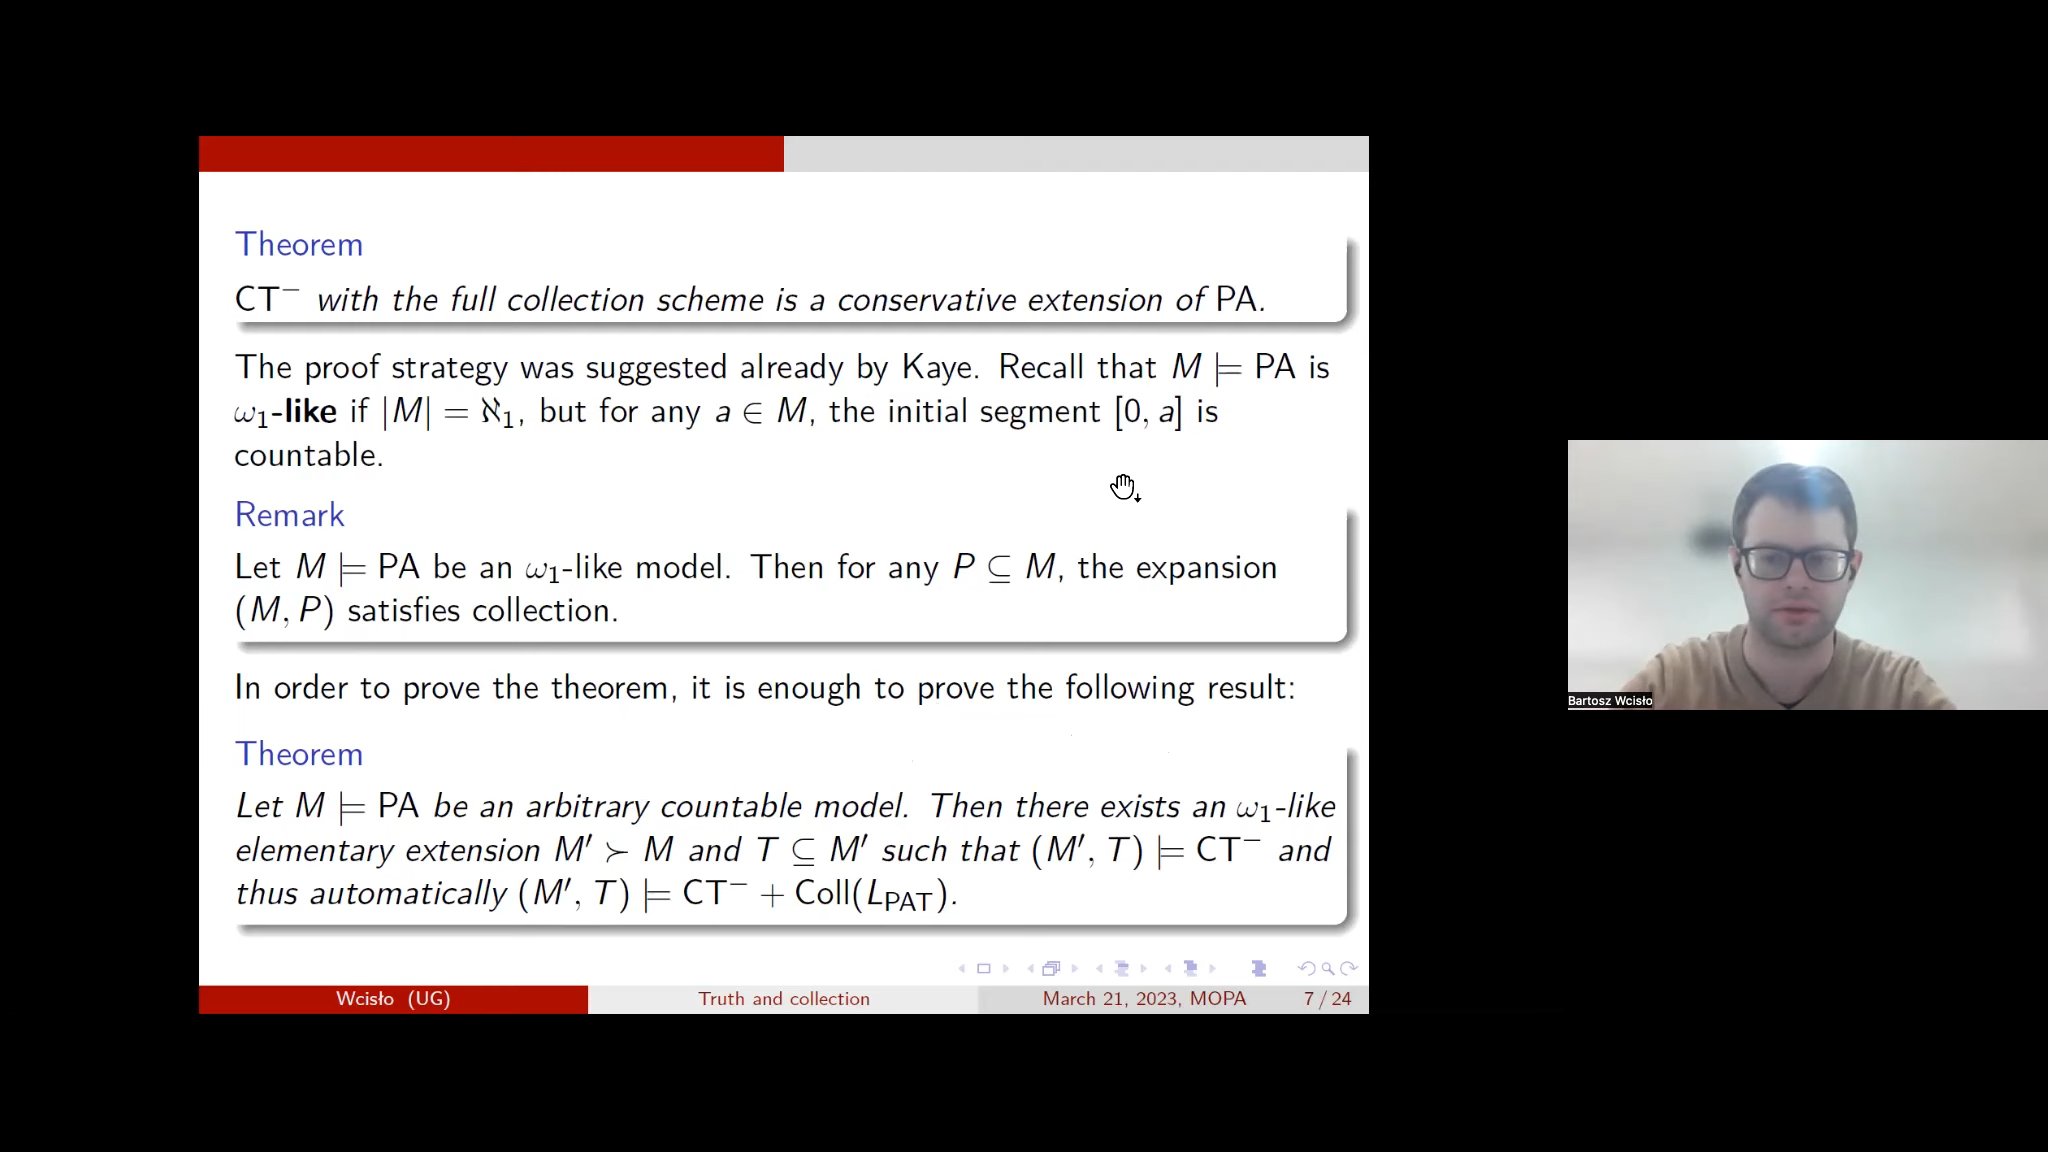 Theorem
CT⁻ with the full collection scheme is a conservative extension of PA.
The proof strategy was suggested already by Kaye. Recall that M ⊨ PA is
ω₁-like if |M| = ℵ₁, but for any a ∈ M, the initial segment [0, a] is
countable.
Remark
Let M ⊨ PA be an ω₁-like model. Then for any P ⊆ M, the expansion
(M, P) satisfies collection.
In order to prove the theorem, it is enough to prove the following result:
Theorem
Let M ⊨ PA be an arbitrary countable model. Then there exists an ω₁-like
elementary extension M′ ≻ M and T ⊆ M′ such that (M′, T) ⊨ CT⁻ and
thus automatically (M′, T) ⊨ CT⁻ + Coll(L_PAT).
Wcisło (UG) Truth and collection March 21, 2023, MOPA 7 / 24
Bartosz Wcisło